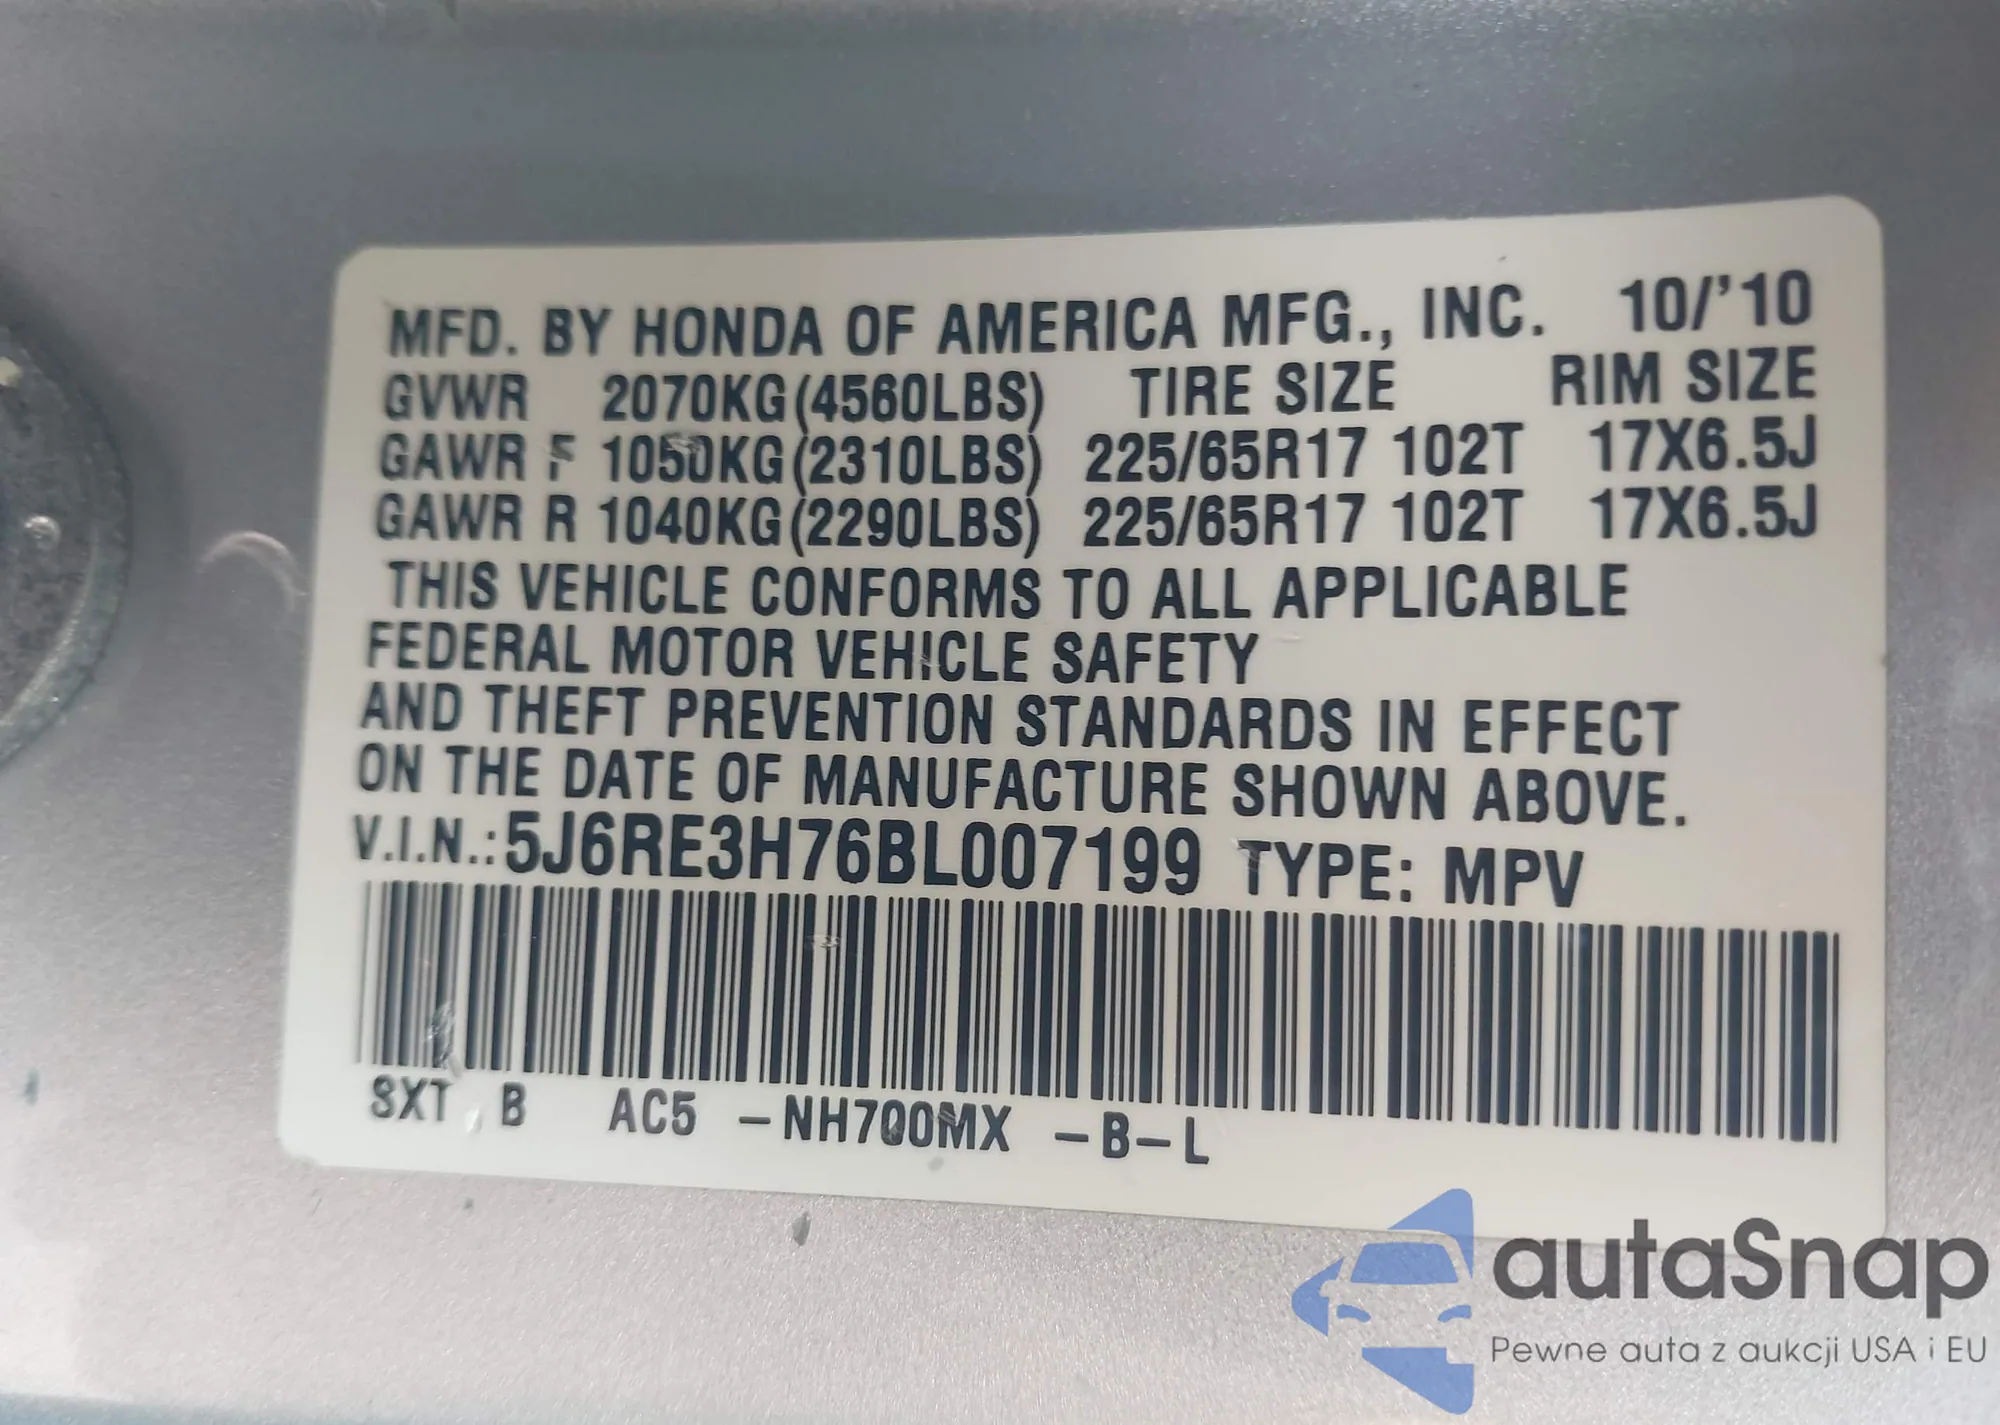 MFD. BY HONDA OF AMERICA MFG., INC. 10/'10
GVWR 2070KG(4560LBS) TIRE SIZE RIM SIZE
GAWR F 1050KG(2310LBS) 225/65R17 102T 17X6.5J
GAWR R 1040KG(2290LBS) 225/65R17 102T 17X6.5J
THIS VEHICLE CONFORMS TO ALL APPLICABLE
FEDERAL MOTOR VEHICLE SAFETY
AND THEFT PREVENTION STANDARDS IN EFFECT
ON THE DATE OF MANUFACTURE SHOWN ABOVE.
V.I.N.:5J6RE3H76BL007199 TYPE: MPV
SXT B AC5 -NH700MX -B-L
autaSnap
Pewne auta z aukcji USA i EU